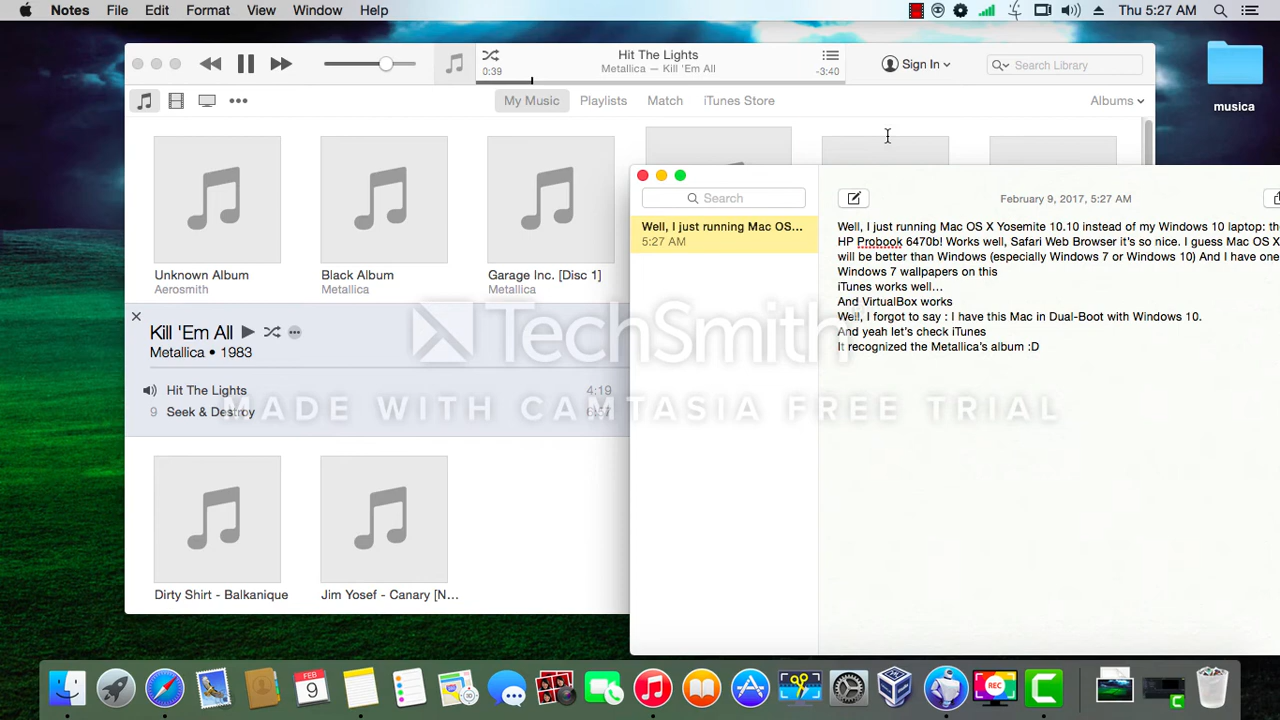 Notes File Edit Format View Window Help Thu 5:27 AM
Hit The Lights
Metallica — Kill 'Em All
0:39 -3:40
Sign In
Search Library
musica
My Music Playlists Match iTunes Store Albums
Unknown Album
Aerosmith
Black Album
Metallica
Garage Inc. [Disc 1]
Metallica
Kill 'Em All
Metallica • 1983
Hit The Lights 4:19
9 Seek & Destroy 6:57
Dirty Shirt - Balkanique
Jim Yosef - Canary [N...
Search
Well, I just running Mac OS...
5:27 AM
February 9, 2017, 5:27 AM
Well, I just running Mac OS X Yosemite 10.10 instead of my Windows 10 laptop: the
HP Probook 6470b! Works well, Safari Web Browser it's so nice. I guess Mac OS X
will be better than Windows (especially Windows 7 or Windows 10) And I have one
Windows 7 wallpapers on this
iTunes works well...
And VirtualBox works
Well, I forgot to say : I have this Mac in Dual-Boot with Windows 10.
And yeah let's check iTunes
It recognized the Metallica's album :D
TechSmith
MADE WITH CAMTASIA FREE TRIAL
FEB
9
REC